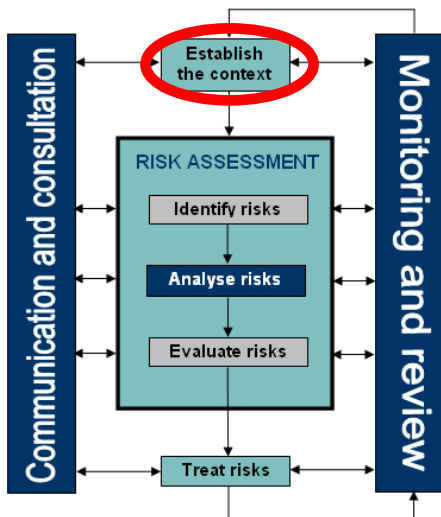 Establish
the context
Communication and consultation
Monitoring and review
RISK ASSESSMENT
Identify risks
Analyse risks
Evaluate risks
Treat risks